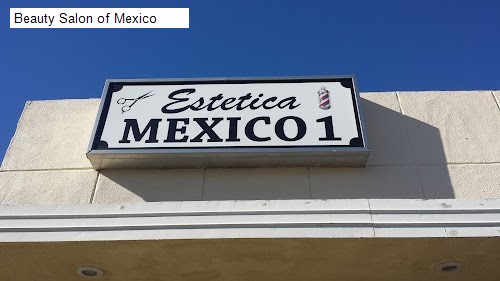 Beauty Salon of Mexico
Estetica
MEXICO 1